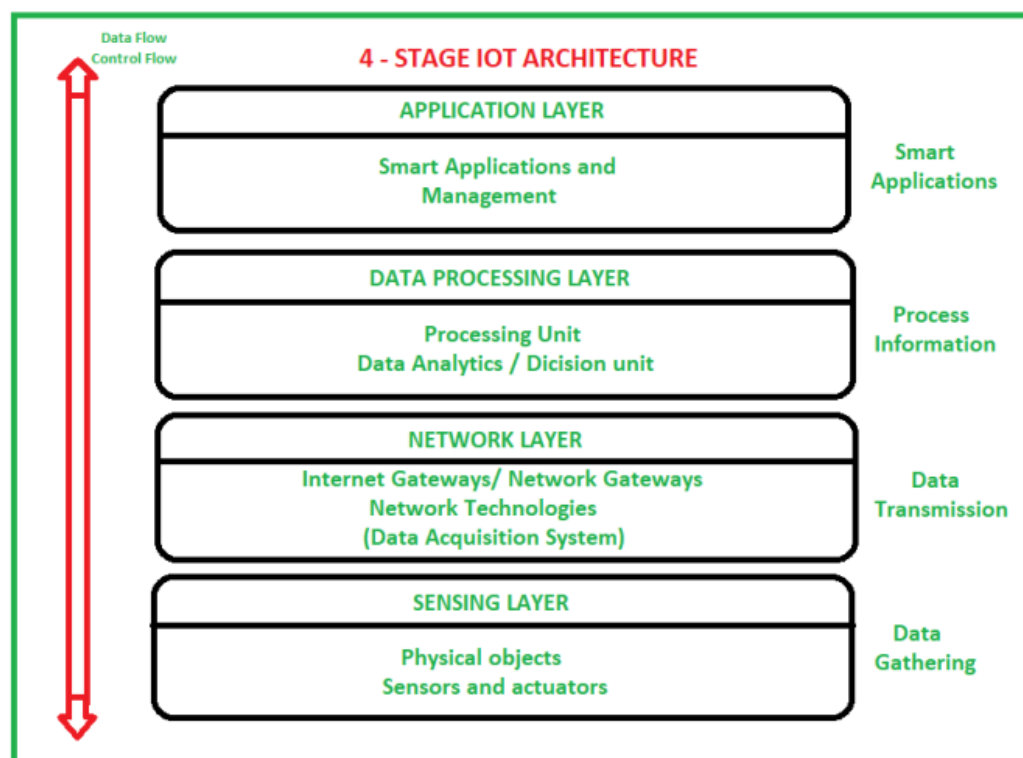 Data Flow
Control Flow
4 - STAGE IOT ARCHITECTURE
APPLICATION LAYER
Smart Applications and
Management
Smart
Applications
DATA PROCESSING LAYER
Processing Unit
Data Analytics / Dicision unit
Process
Information
NETWORK LAYER
Internet Gateways/ Network Gateways
Network Technologies
(Data Acquisition System)
Data
Transmission
SENSING LAYER
Physical objects
Sensors and actuators
Data
Gathering